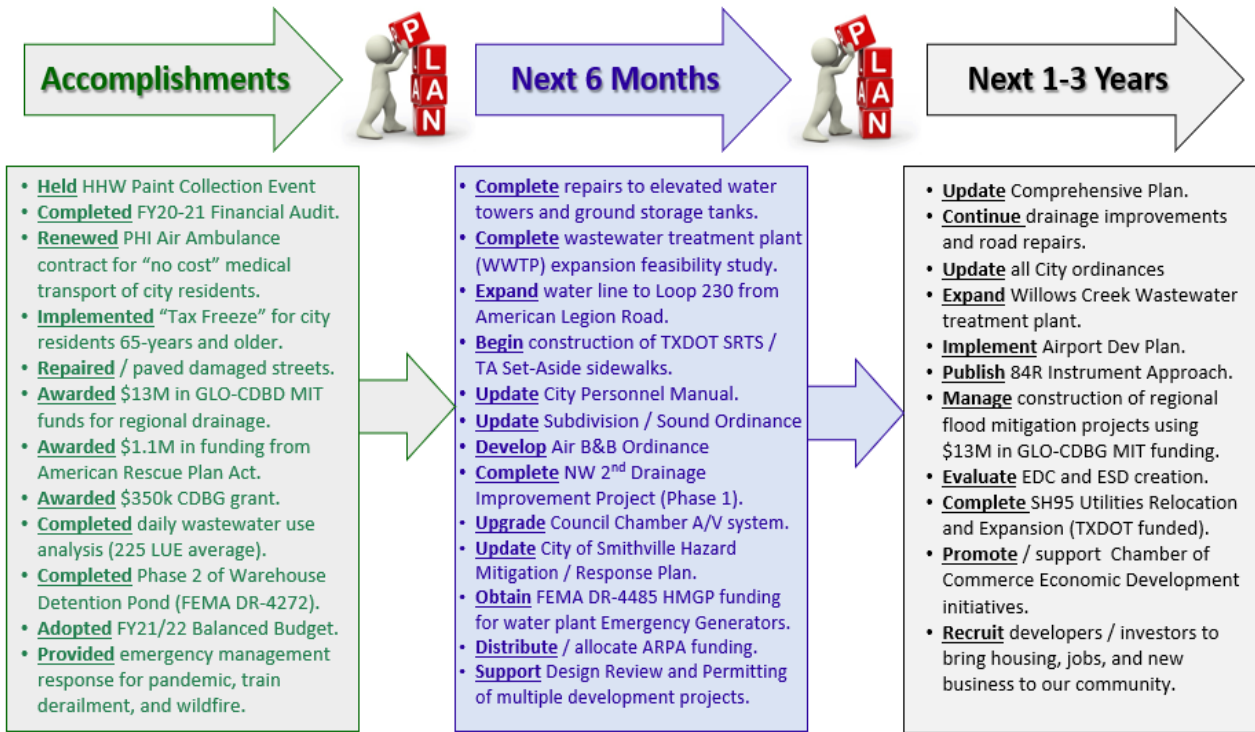 Accomplishments
P
L
A
A
N
Next 6 Months
P
L
A
A
N
Next 1-3 Years
• Held HHW Paint Collection Event
• Completed FY20-21 Financial Audit.
• Renewed PHI Air Ambulance
contract for “no cost” medical
transport of city residents.
• Implemented “Tax Freeze” for city
residents 65-years and older.
• Repaired / paved damaged streets.
• Awarded $13M in GLO-CDBD MIT
funds for regional drainage.
• Awarded $1.1M in funding from
American Rescue Plan Act.
• Awarded $350k CDBG grant.
• Completed daily wastewater use
analysis (225 LUE average).
• Completed Phase 2 of Warehouse
Detention Pond (FEMA DR-4272).
• Adopted FY21/22 Balanced Budget.
• Provided emergency management
response for pandemic, train
derailment, and wildfire.
• Complete repairs to elevated water
towers and ground storage tanks.
• Complete wastewater treatment plant
(WWTP) expansion feasibility study.
• Expand water line to Loop 230 from
American Legion Road.
• Begin construction of TXDOT SRTS /
TA Set-Aside sidewalks.
• Update City Personnel Manual.
• Update Subdivision / Sound Ordinance
• Develop Air B&B Ordinance
• Complete NW 2nd Drainage
Improvement Project (Phase 1).
• Upgrade Council Chamber A/V system.
• Update City of Smithville Hazard
Mitigation / Response Plan.
• Obtain FEMA DR-4485 HMGP funding
for water plant Emergency Generators.
• Distribute / allocate ARPA funding.
• Support Design Review and Permitting
of multiple development projects.
• Update Comprehensive Plan.
• Continue drainage improvements
and road repairs.
• Update all City ordinances
• Expand Willows Creek Wastewater
treatment plant.
• Implement Airport Dev Plan.
• Publish 84R Instrument Approach.
• Manage construction of regional
flood mitigation projects using
$13M in GLO-CDBG MIT funding.
• Evaluate EDC and ESD creation.
• Complete SH95 Utilities Relocation
and Expansion (TXDOT funded).
• Promote / support Chamber of
Commerce Economic Development
initiatives.
• Recruit developers / investors to
bring housing, jobs, and new
business to our community.